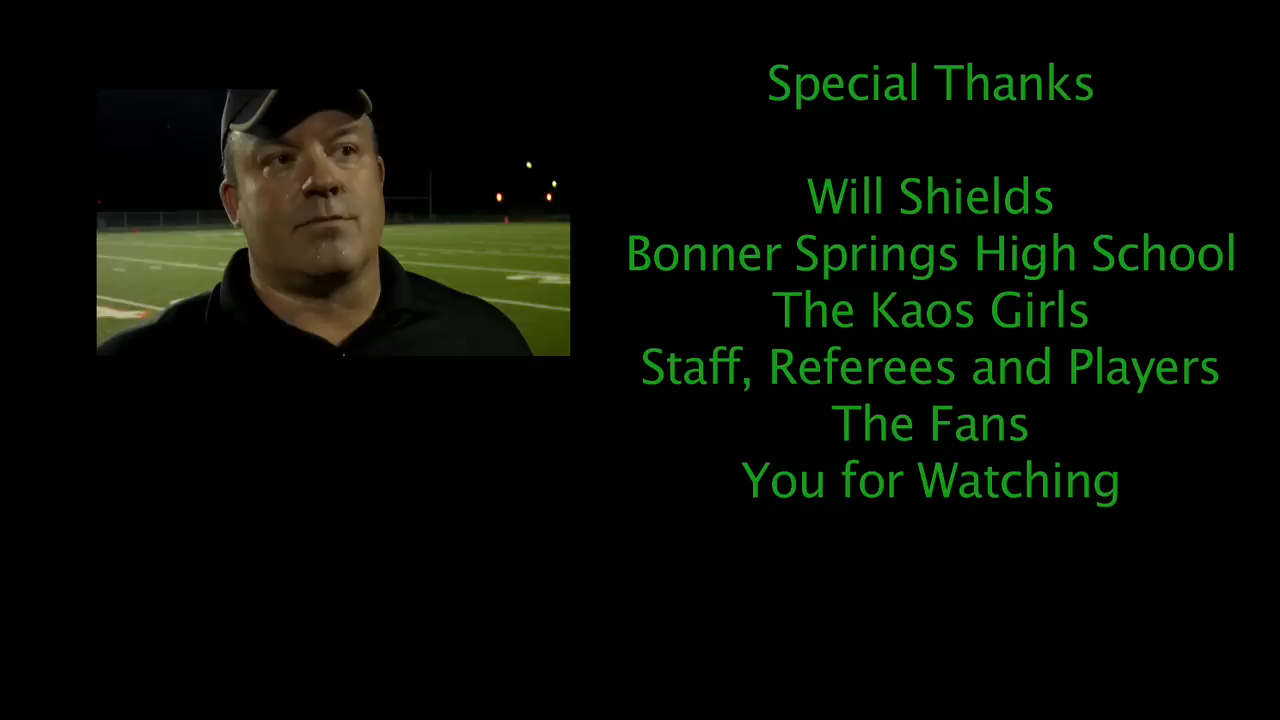 Special Thanks
Will Shields
Bonner Springs High School
The Kaos Girls
Staff, Referees and Players
The Fans
You for Watching